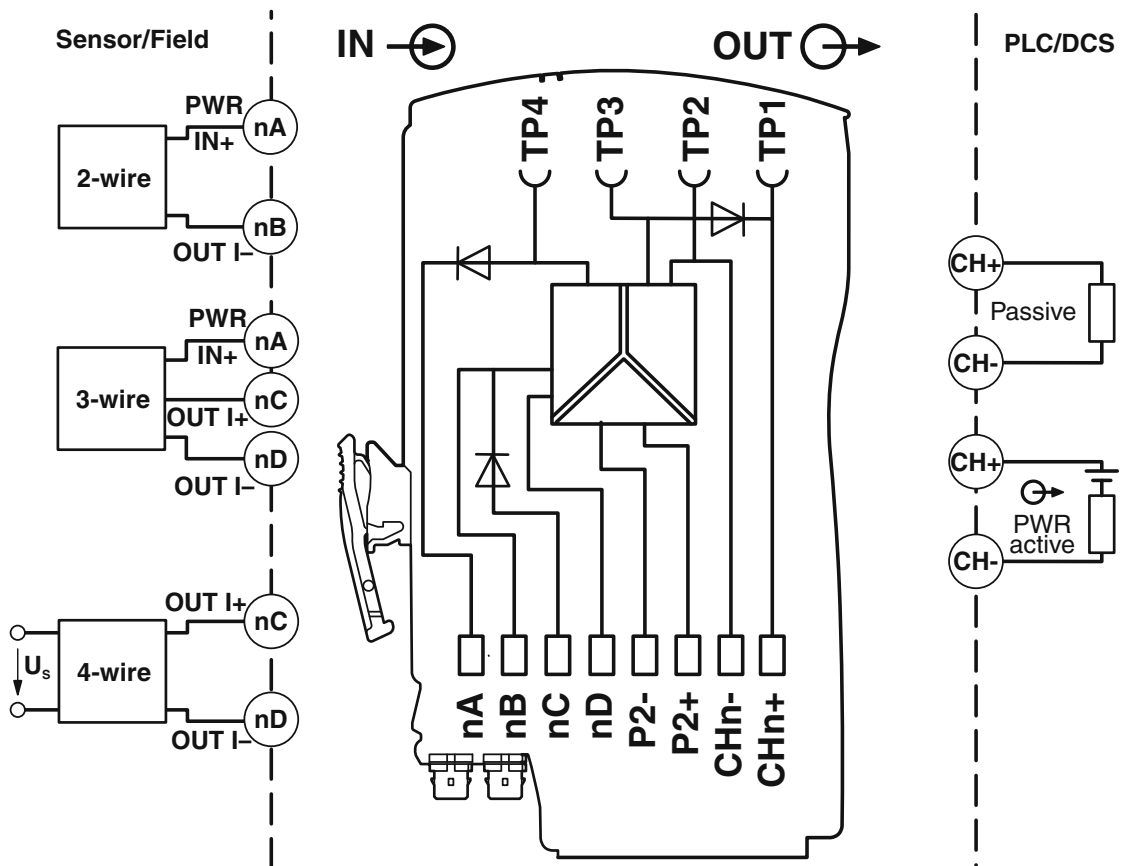 Sensor/Field
IN
OUT
PLC/DCS
PWR
IN+
nA
2-wire
nB
OUT I–
PWR
IN+
nA
3-wire
nC
OUT I+
nD
OUT I–
OUT I+
nC
Us
4-wire
nD
OUT I–
TP4
TP3
TP2
TP1
nA
nB
nC
nD
P2-
P2+
CHn-
CHn+
CH+
Passive
CH-
CH+
PWR
active
CH-